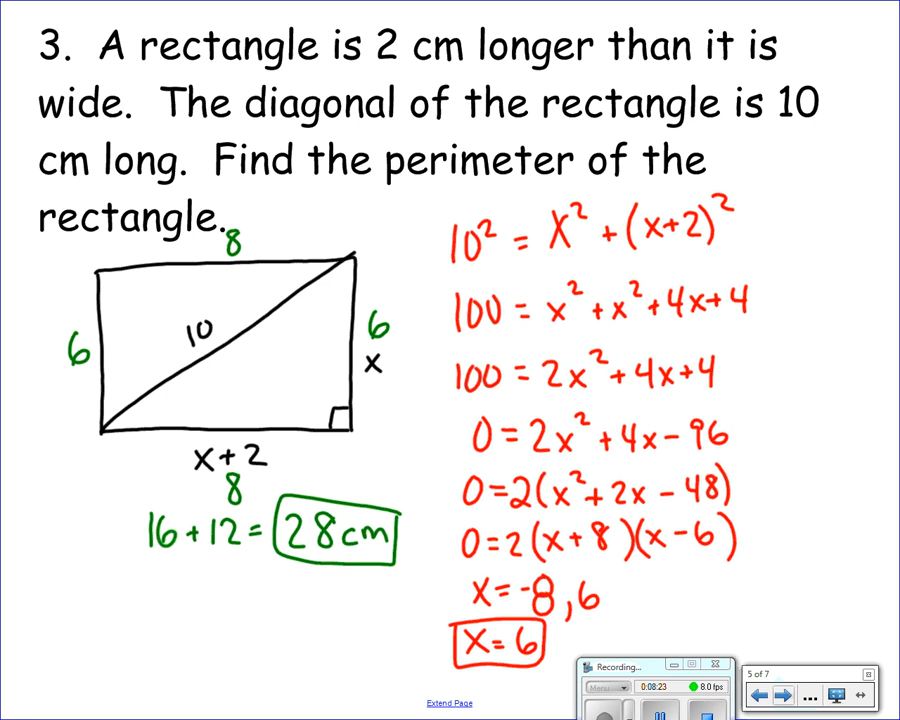 3. A rectangle is 2 cm longer than it is
wide. The diagonal of the rectangle is 10
cm long. Find the perimeter of the
rectangle.
8
6
10
6
x
x+2
8
16+12= 28cm
10² = x² + (x+2)²
100 = x² + x² + 4x + 4
100 = 2x² + 4x + 4
0 = 2x² + 4x - 96
0 = 2(x² + 2x - 48)
0 = 2(x + 8)(x - 6)
x = -8, 6
x = 6
Recording...
Menu
0:08:23
8.0 fps
5 of 7
...
Extend Page